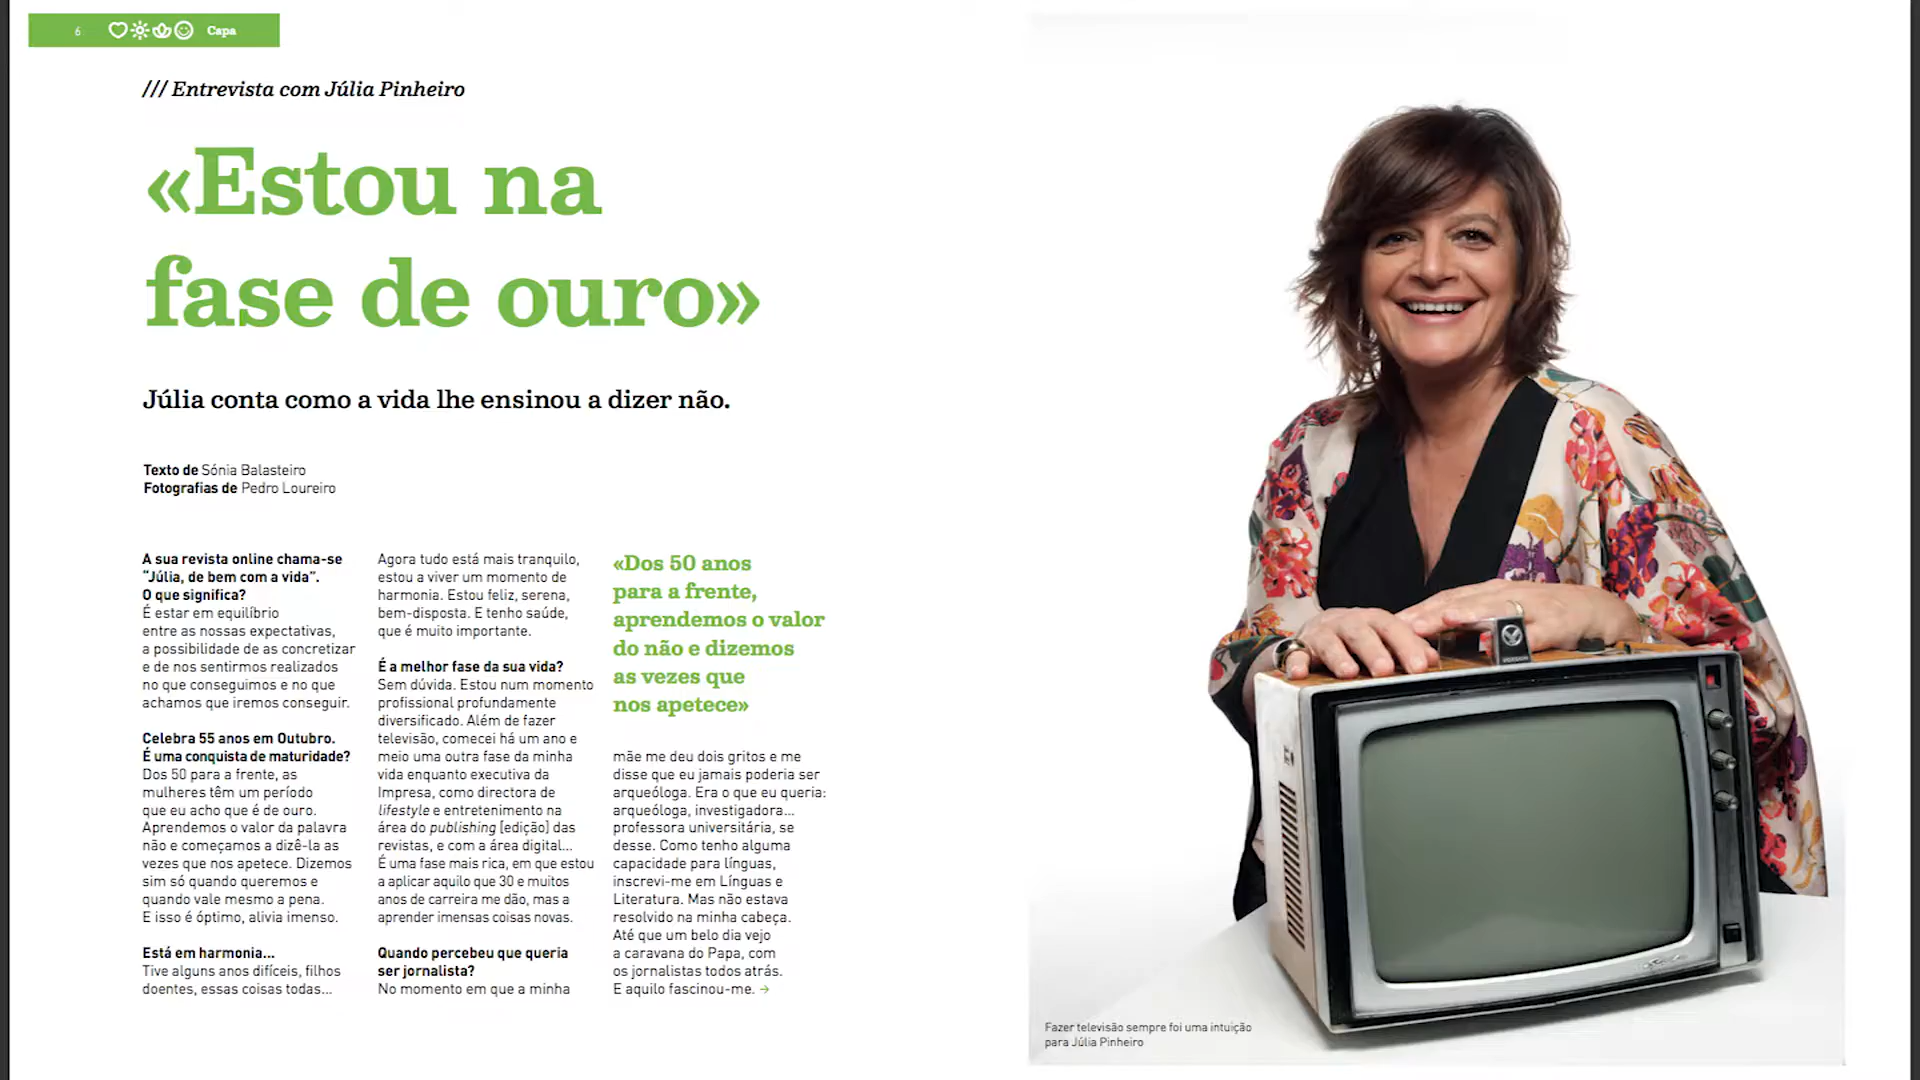 6
Capa
/// Entrevista com Júlia Pinheiro
«Estou na
fase de ouro»
Júlia conta como a vida lhe ensinou a dizer não.
Texto de Sónia Balasteiro
Fotografias de Pedro Loureiro
A sua revista online chama-se
“Júlia, de bem com a vida”.
O que significa?
É estar em equilíbrio
entre as nossas expectativas,
a possibilidade de as concretizar
e de nos sentirmos realizados
no que conseguimos e no que
achamos que iremos conseguir.
Celebra 55 anos em Outubro.
É uma conquista de maturidade?
Dos 50 para a frente, as
mulheres têm um período
que eu acho que é de ouro.
Aprendemos o valor da palavra
não e começamos a dizê-la as
vezes que nos apetece. Dizemos
sim só quando queremos e
quando vale mesmo a pena.
E isso é óptimo, alivia imenso.
Está em harmonia...
Tive alguns anos difíceis, filhos
doentes, essas coisas todas...
Agora tudo está mais tranquilo,
estou a viver um momento de
harmonia. Estou feliz, serena,
bem-disposta. E tenho saúde,
que é muito importante.
É a melhor fase da sua vida?
Sem dúvida. Estou num momento
profissional profundamente
diversificado. Além de fazer
televisão, comecei há um ano e
meio uma outra fase da minha
vida enquanto executiva da
Impresa, como directora de
lifestyle e entretenimento na
área do publishing [edição] das
revistas, e com a área digital...
É uma fase mais rica, em que estou
a aplicar aquilo que 30 e muitos
anos de carreira me dão, mas a
aprender imensas coisas novas.
Quando percebeu que queria
ser jornalista?
No momento em que a minha
«Dos 50 anos
para a frente,
aprendemos o valor
do não e dizemos
as vezes que
nos apetece»
mãe me deu dois gritos e me
disse que eu jamais poderia ser
arqueóloga. Era o que eu queria:
arqueóloga, investigadora...
professora universitária, se
desse. Como tenho alguma
capacidade para línguas,
inscrevi-me em Línguas e
Literatura. Mas não estava
resolvido na minha cabeça.
Até que um belo dia vejo
a caravana do Papa, com
os jornalistas todos atrás.
E aquilo fascinou-me. →
Fazer televisão sempre foi uma intuição
para Júlia Pinheiro